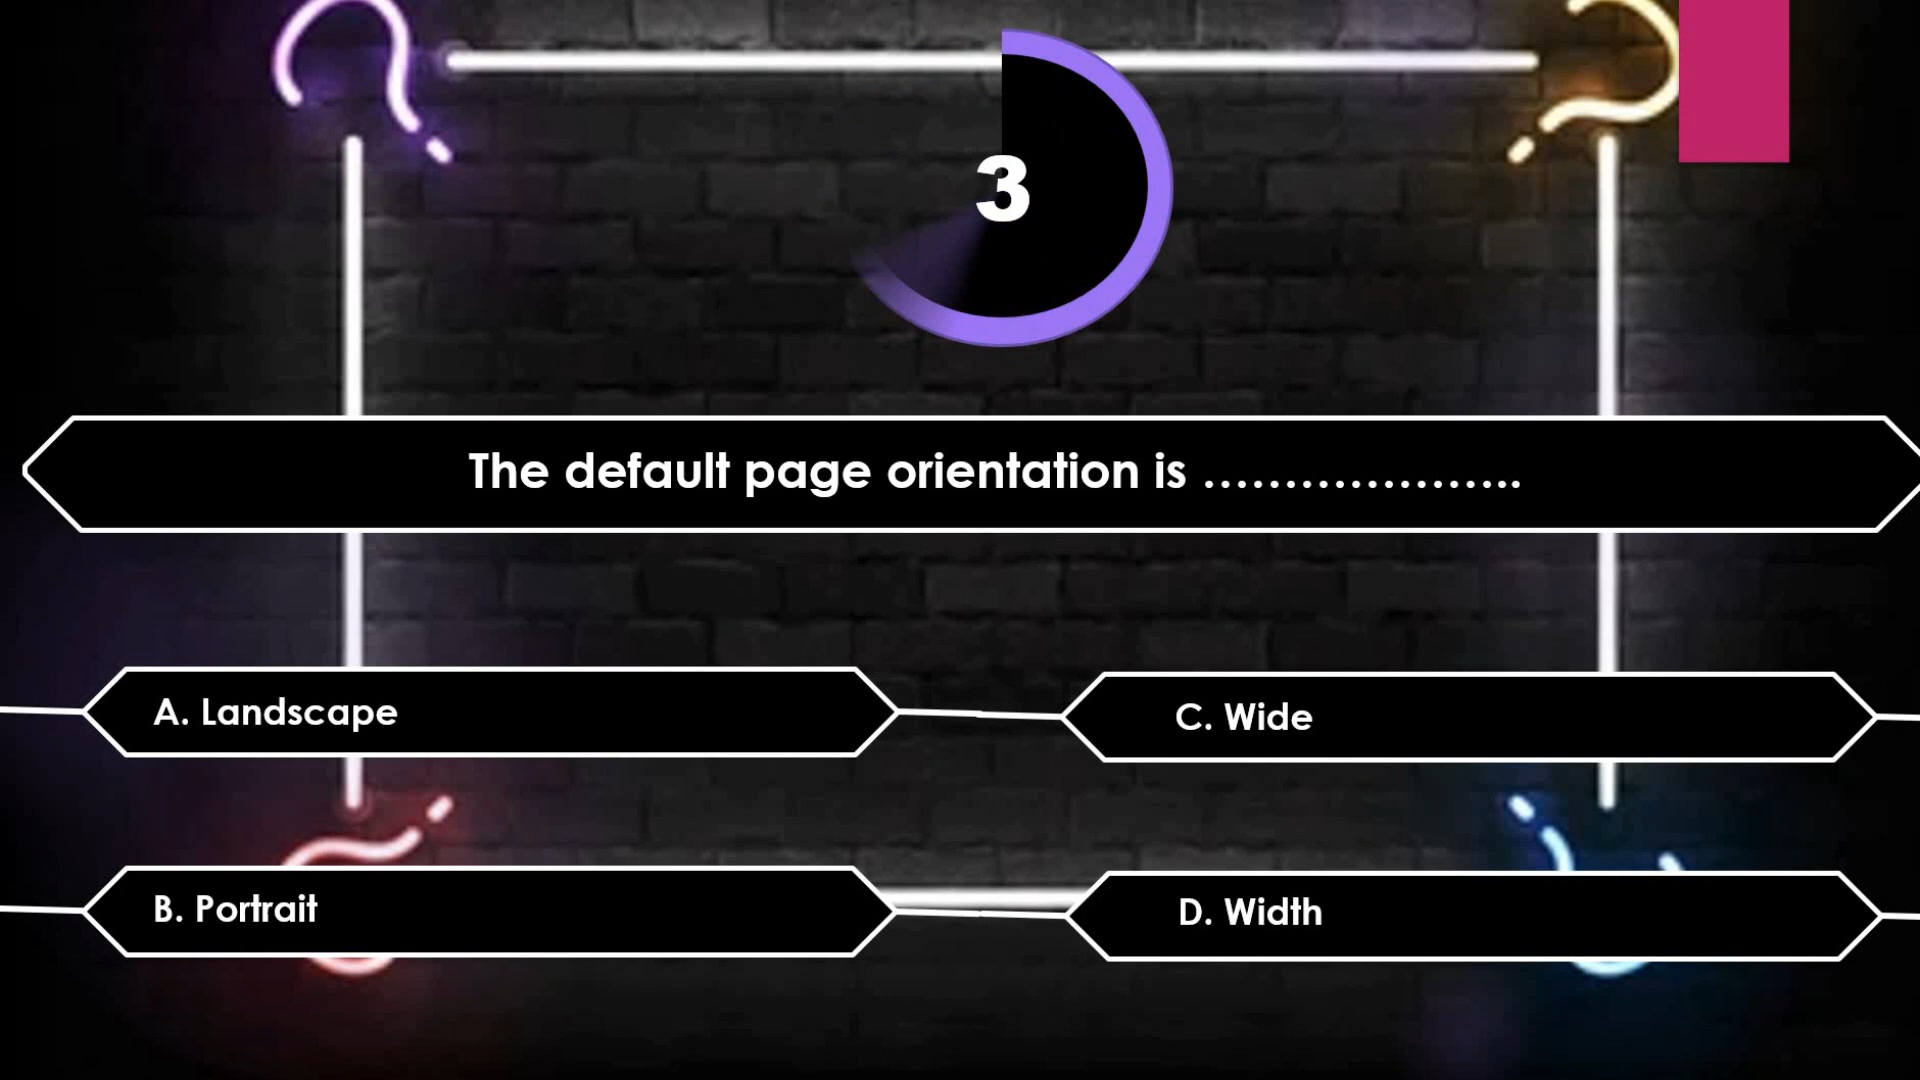 3
The default page orientation is …………………..
A. Landscape
C. Wide
B. Portrait
D. Width